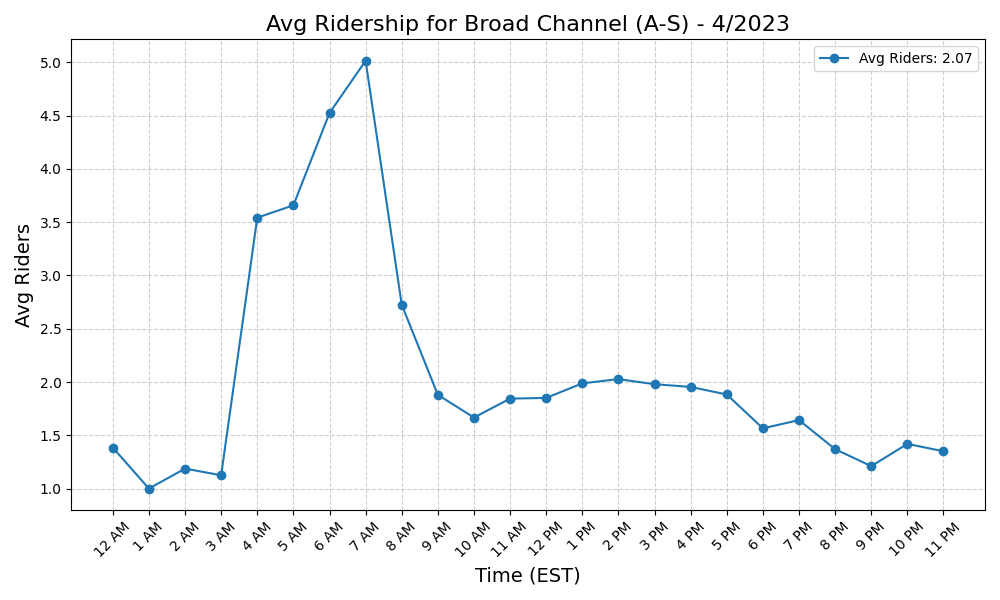 Avg Ridership for Broad Channel (A-S) - 4/2023
Avg Riders: 2.07
Avg Riders
5.0
4.5
4.0
3.5
3.0
2.5
2.0
1.5
1.0
12 AM
1 AM
2 AM
3 AM
4 AM
5 AM
6 AM
7 AM
8 AM
9 AM
10 AM
11 AM
12 PM
1 PM
2 PM
3 PM
4 PM
5 PM
6 PM
7 PM
8 PM
9 PM
10 PM
11 PM
Time (EST)